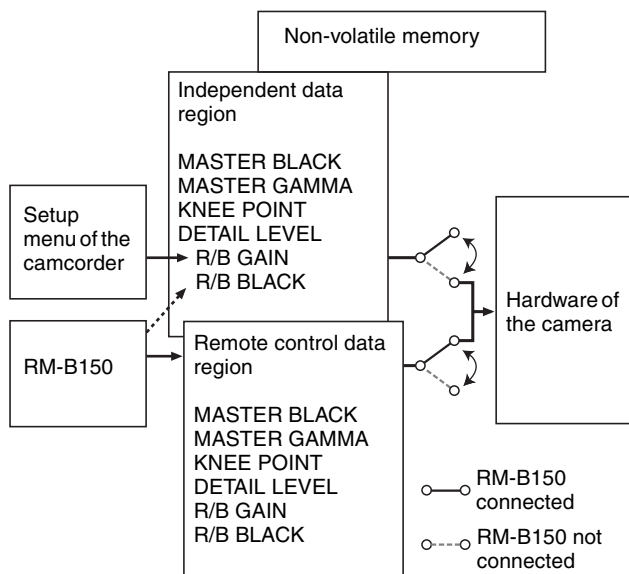 Non-volatile memory
Independent data
region
MASTER BLACK
MASTER GAMMA
KNEE POINT
DETAIL LEVEL
R/B GAIN
R/B BLACK
Setup
menu of the
camcorder
RM-B150
Remote control data
region
MASTER BLACK
MASTER GAMMA
KNEE POINT
DETAIL LEVEL
R/B GAIN
R/B BLACK
Hardware of
the camera
RM-B150
connected
RM-B150 not
connected